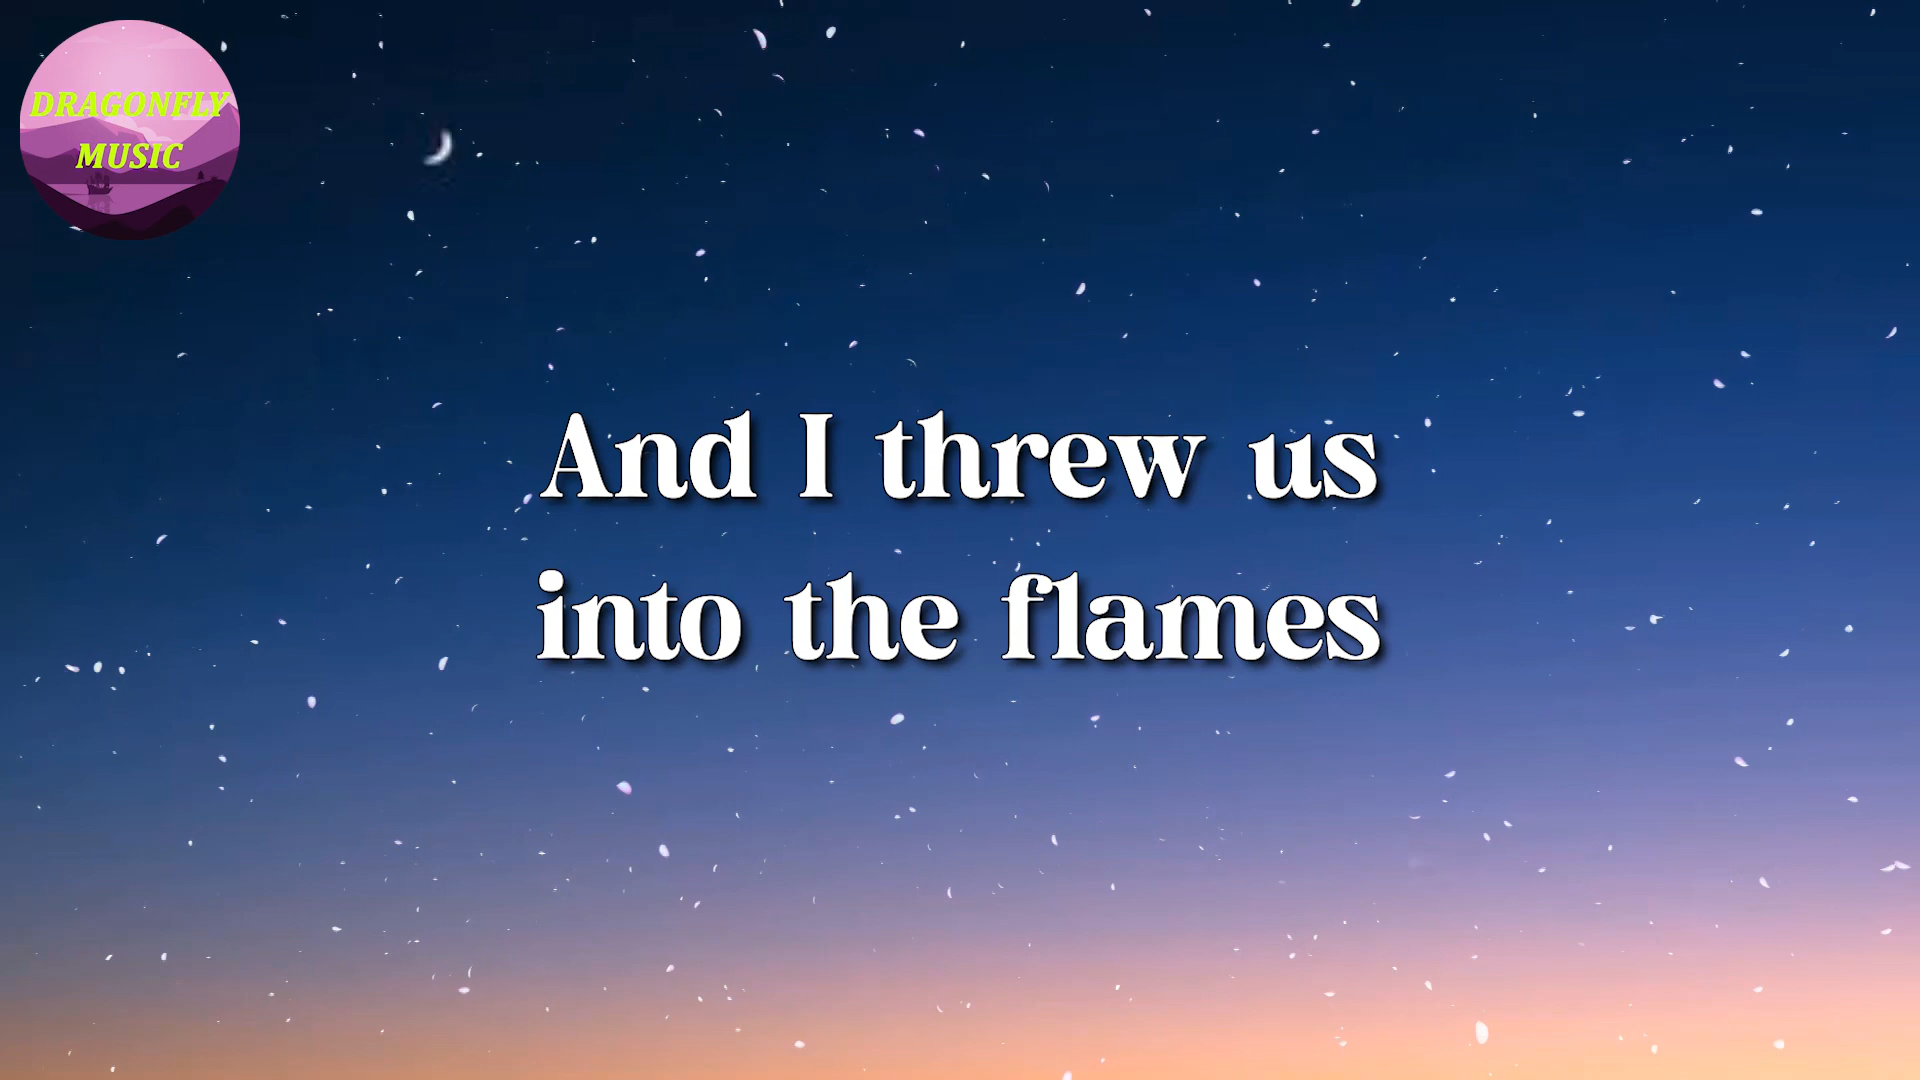 DRAGONFLY
MUSIC
And I threw us
into the flames